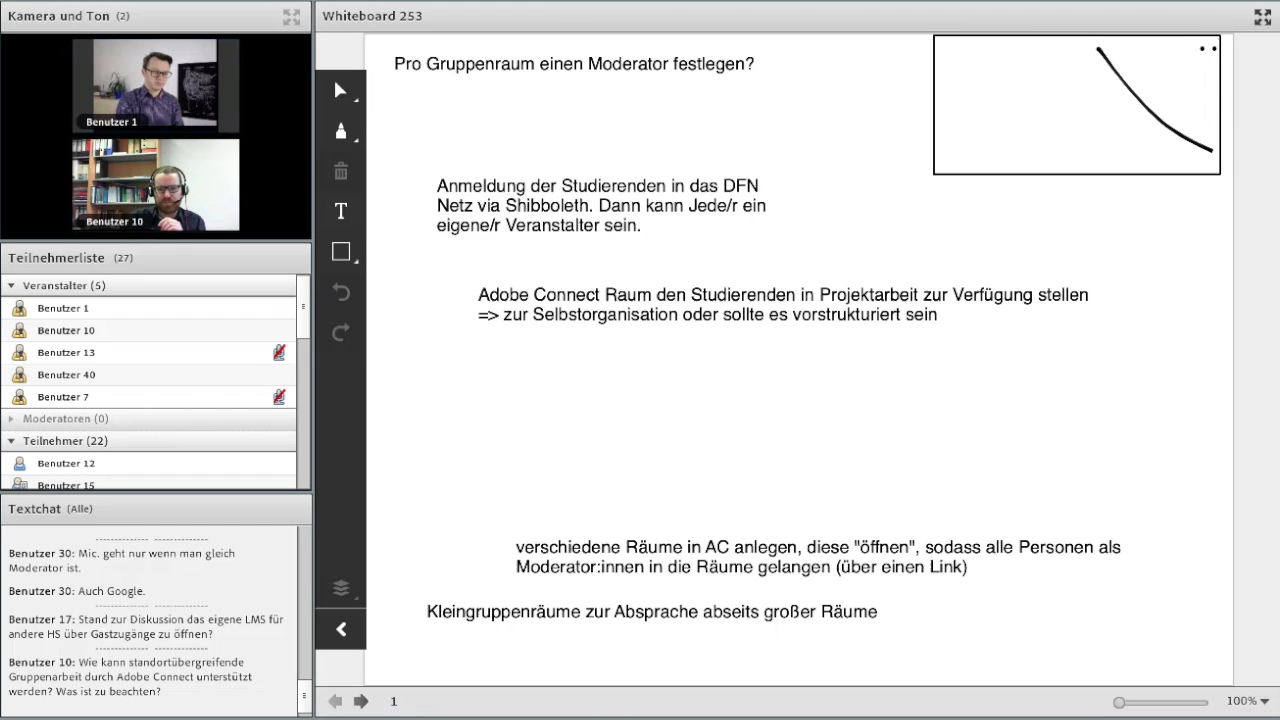 Kamera und Ton (2)
Benutzer 1
Benutzer 10
Teilnehmerliste (27)
Veranstalter (5)
Benutzer 1
Benutzer 10
Benutzer 13
Benutzer 40
Benutzer 7
Moderatoren (0)
Teilnehmer (22)
Benutzer 12
Benutzer 15
Textchat (Alle)
Benutzer 30: Mic. geht nur wenn man gleich
Moderator ist.
Benutzer 30: Auch Google.
Benutzer 17: Stand zur Diskussion das eigene LMS für
andere HS über Gastzugänge zu öffnen?
Benutzer 10: Wie kann standortübergreifende
Gruppenarbeit durch Adobe Connect unterstützt
werden? Was ist zu beachten?
Whiteboard 253
T
Pro Gruppenraum einen Moderator festlegen?
Anmeldung der Studierenden in das DFN
Netz via Shibboleth. Dann kann Jede/r ein
eigene/r Veranstalter sein.
Adobe Connect Raum den Studierenden in Projektarbeit zur Verfügung stellen
=> zur Selbstorganisation oder sollte es vorstrukturiert sein
verschiedene Räume in AC anlegen, diese "öffnen", sodass alle Personen als
Moderator:innen in die Räume gelangen (über einen Link)
Kleingruppenräume zur Absprache abseits großer Räume
1
100%